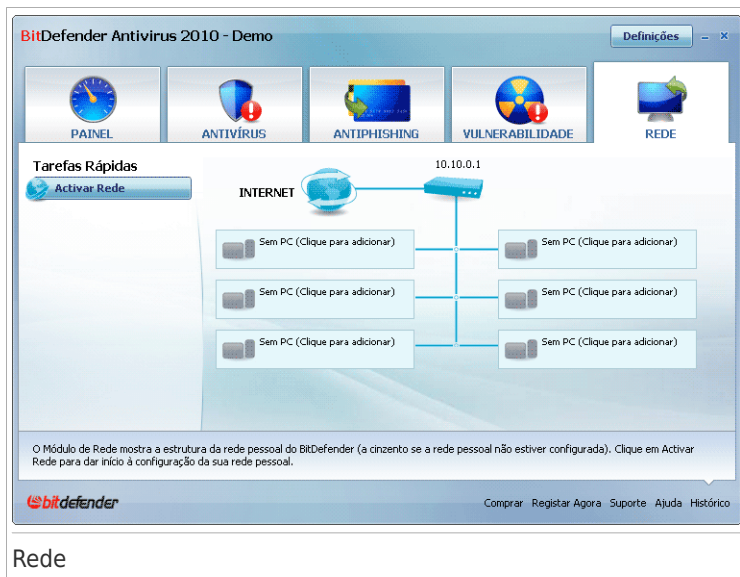 BitDefender Antivirus 2010 - Demo
Definições
PAINEL
ANTIVÍRUS
ANTIPHISHING
VULNERABILIDADE
REDE
Tarefas Rápidas
Activar Rede
INTERNET
10.10.0.1
Sem PC (Clique para adicionar)
Sem PC (Clique para adicionar)
Sem PC (Clique para adicionar)
Sem PC (Clique para adicionar)
Sem PC (Clique para adicionar)
Sem PC (Clique para adicionar)
O Módulo de Rede mostra a estrutura da rede pessoal do BitDefender (a cinzento se a rede pessoal não estiver configurada). Clique em Activar
Rede para dar início à configuração da sua rede pessoal.
bitdefender
Comprar Registar Agora Suporte Ajuda Histórico
Rede